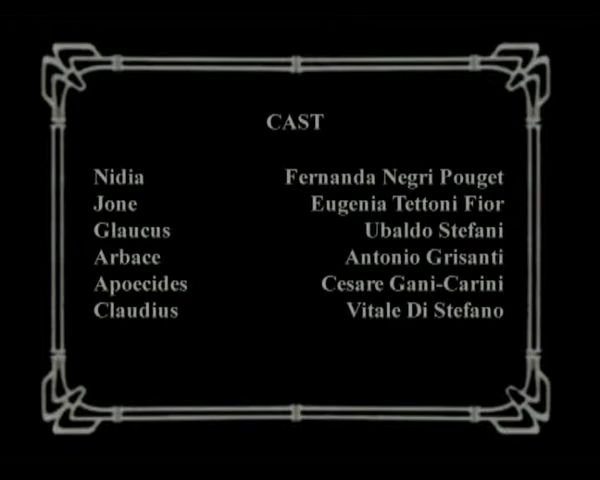 CAST
Nidia Fernanda Negri Pouget
Jone Eugenia Tettoni Fior
Glaucus Ubaldo Stefani
Arbace Antonio Grisanti
Apoecides Cesare Gani-Carini
Claudius Vitale Di Stefano